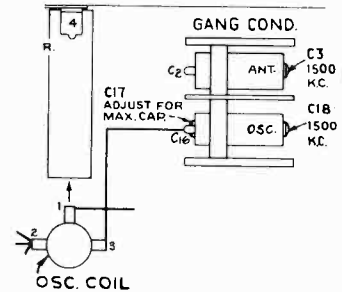 GANG COND.
4
R.
C2
ANT.
C3
1500
K.C.
C17
ADJUST FOR
MAX. CAP.
C16
OSC.
C18
1500
K.C.
1
2
3
OSC. COIL